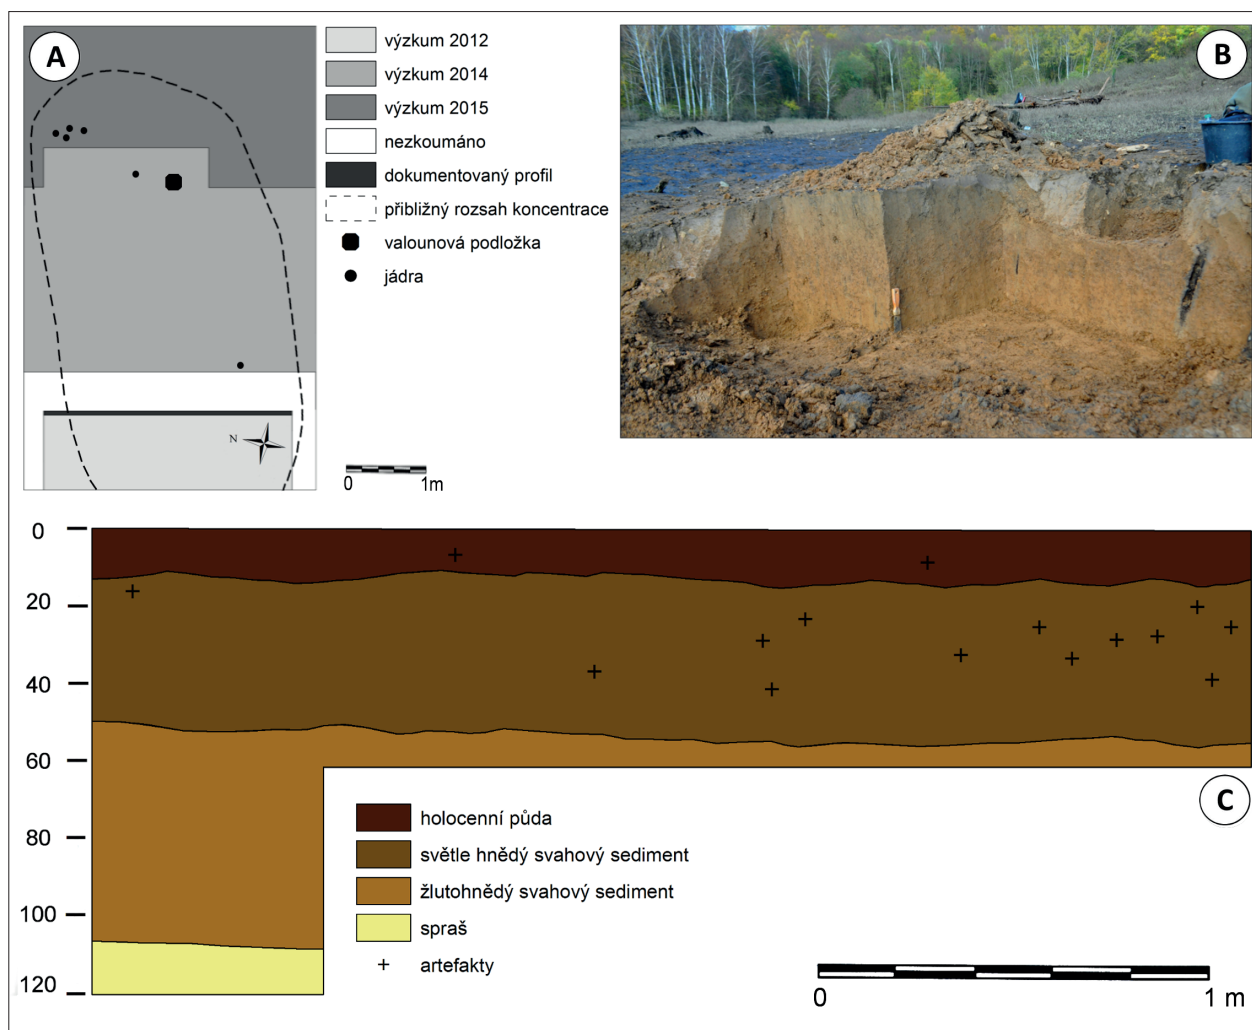 A
výzkum 2012
výzkum 2014
výzkum 2015
nezkoumáno
dokumentovaný profil
přibližný rozsah koncentrace
valounová podložka
jádra
N
0 1m
B
0
20
40
60
80
100
120
C
holocenní půda
světle hnědý svahový sediment
žlutohnědý svahový sediment
spraš
artefakty
0 1 m